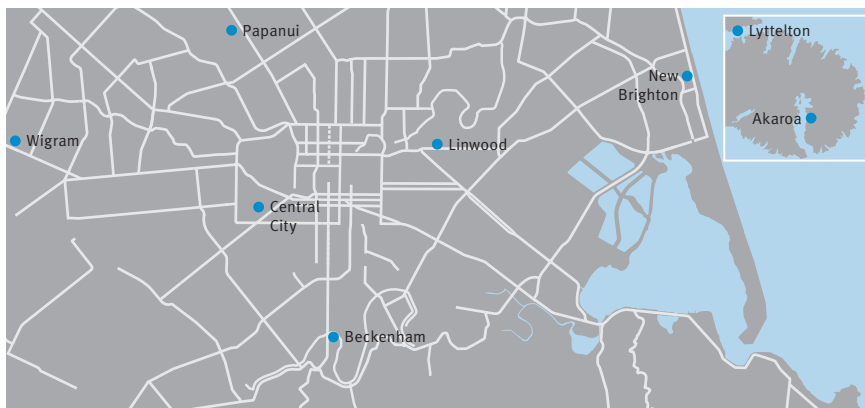 Papanui
Lyttelton
New
Brighton
Akaroa
Wigram
Linwood
Central
City
Beckenham